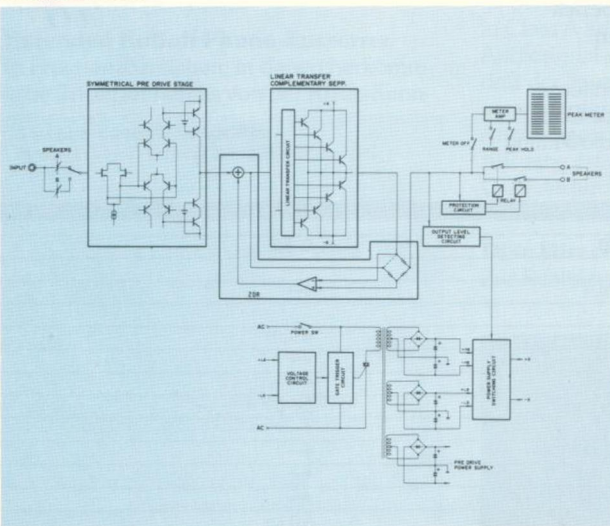 SYMMETRICAL PRE DRIVE STAGE
LINEAR TRANSFER
COMPLEMENTARY SEPP.
METER
AMP
PEAK METER
METER OFF
RANGE
PEAK HOLD
SPEAKERS
A
B
INPUT
LINEAR TRANSFER CIRCUIT
A
B
SPEAKERS
RELAY
PROTECTION
CIRCUIT
OUTPUT LEVEL
DETECTING
CIRCUIT
ZDR
AC
POWER SW
VOLTAGE
CONTROL
CIRCUIT
GATE TRIGGER
CIRCUIT
POWER SUPPLY
SWITCHING CIRCUIT
AC
PRE DRIVE
POWER SUPPLY